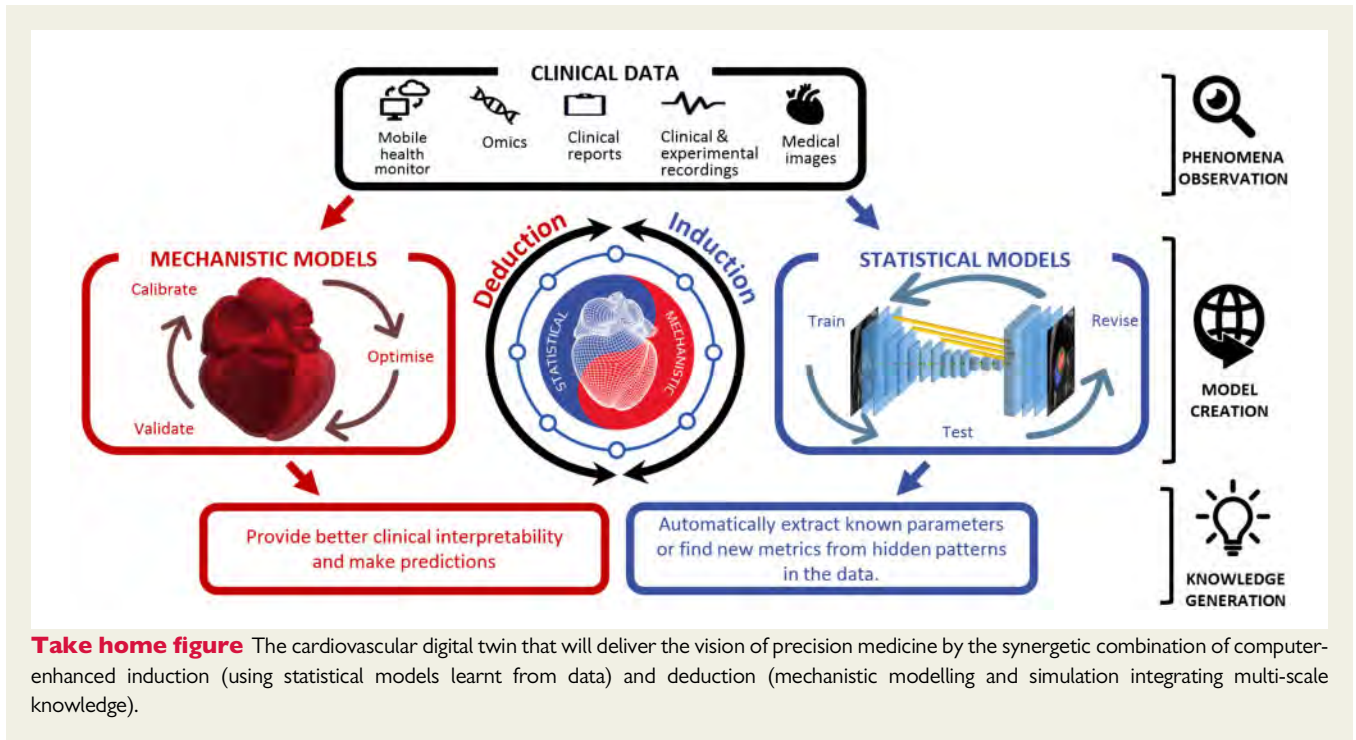 CLINICAL DATA
Mobile
health
monitor
Omics
Clinical
reports
Clinical &
experimental
recordings
Medical
images
PHENOMENA
OBSERVATION
MECHANISTIC MODELS
Calibrate
Optimise
Validate
Deduction
Induction
STATISTICAL
MECHANISTIC
STATISTICAL MODELS
Train
Revise
Test
MODEL
CREATION
Provide better clinical interpretability
and make predictions
Automatically extract known parameters
or find new metrics from hidden patterns
in the data.
KNOWLEDGE
GENERATION
Take home figure The cardiovascular digital twin that will deliver the vision of precision medicine by the synergetic combination of computer-
enhanced induction (using statistical models learnt from data) and deduction (mechanistic modelling and simulation integrating multi-scale
knowledge).